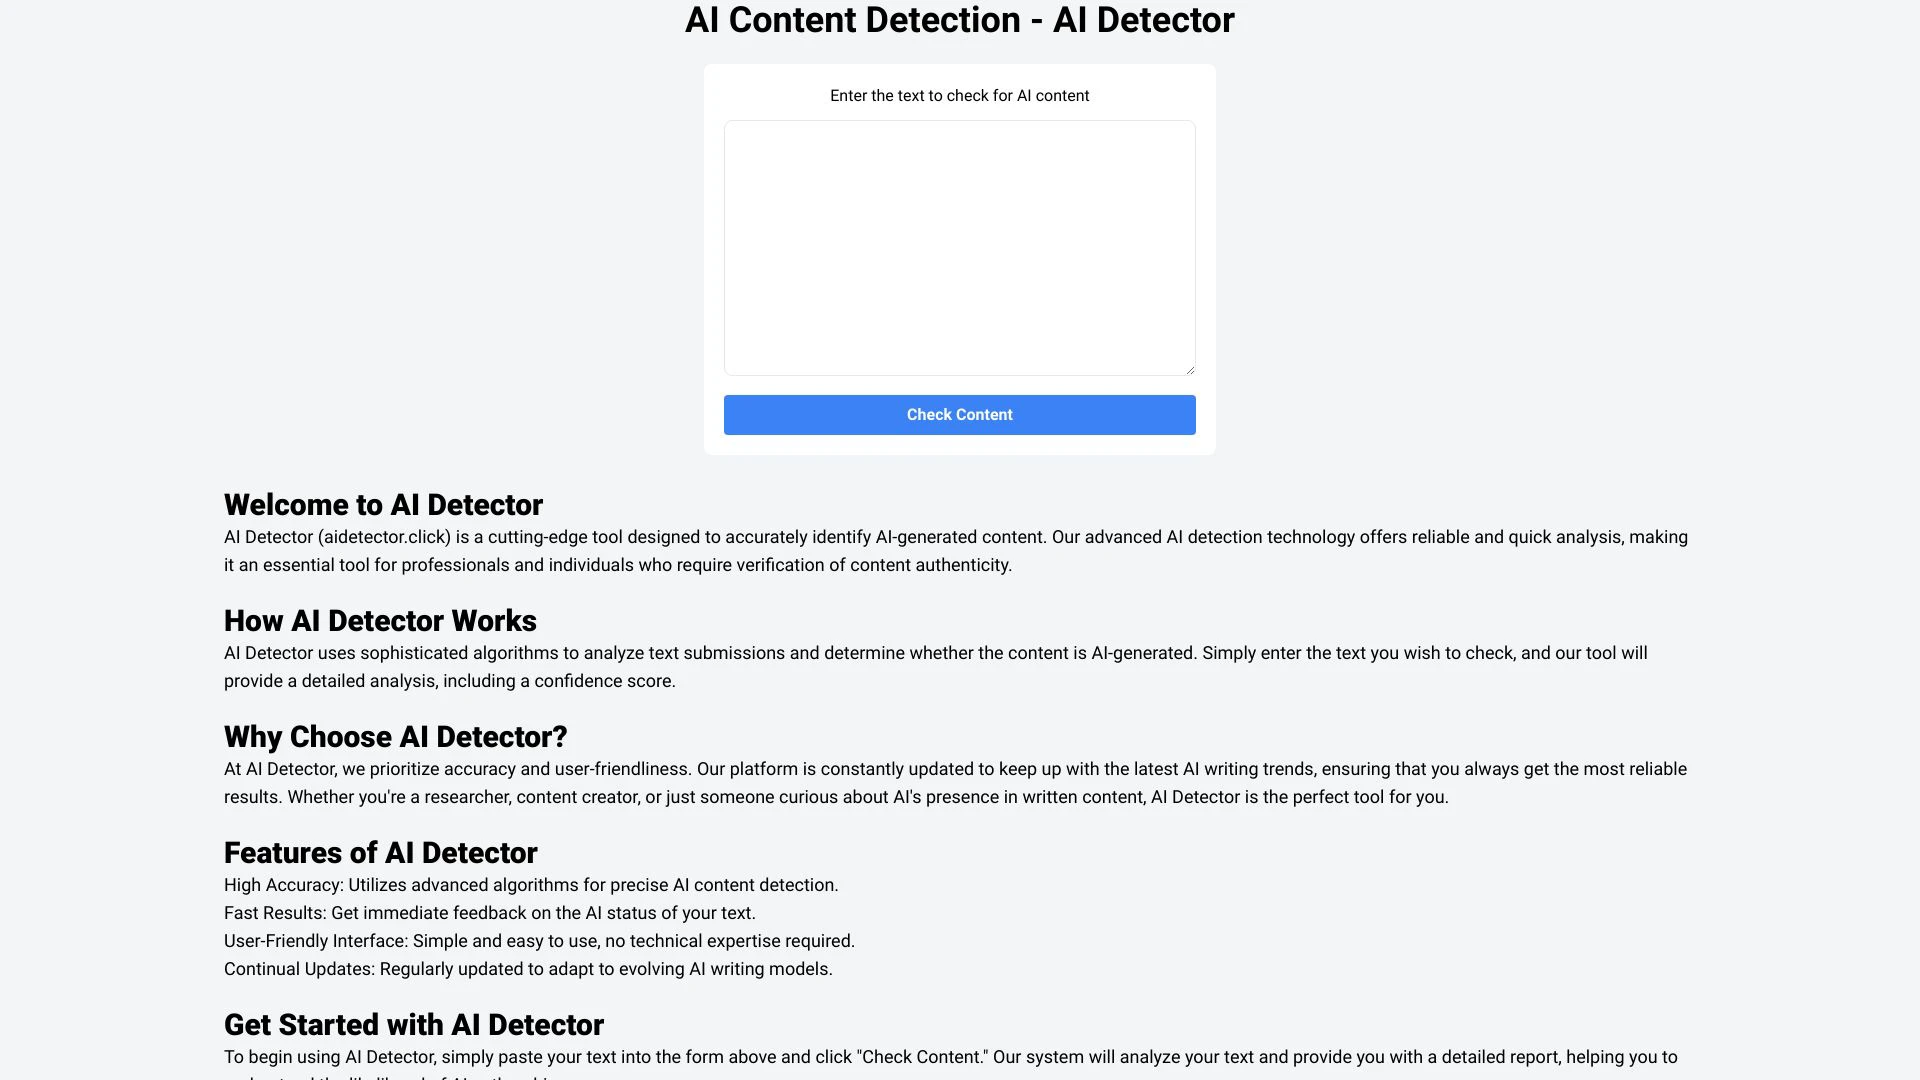 AI Content Detection - AI Detector
Enter the text to check for AI content
Check Content
Welcome to AI Detector
AI Detector (aidetector.click) is a cutting-edge tool designed to accurately identify AI-generated content. Our advanced AI detection technology offers reliable and quick analysis, making
it an essential tool for professionals and individuals who require verification of content authenticity.
How AI Detector Works
AI Detector uses sophisticated algorithms to analyze text submissions and determine whether the content is AI-generated. Simply enter the text you wish to check, and our tool will
provide a detailed analysis, including a confidence score.
Why Choose AI Detector?
At AI Detector, we prioritize accuracy and user-friendliness. Our platform is constantly updated to keep up with the latest AI writing trends, ensuring that you always get the most reliable
results. Whether you're a researcher, content creator, or just someone curious about AI's presence in written content, AI Detector is the perfect tool for you.
Features of AI Detector
High Accuracy: Utilizes advanced algorithms for precise AI content detection.
Fast Results: Get immediate feedback on the AI status of your text.
User-Friendly Interface: Simple and easy to use, no technical expertise required.
Continual Updates: Regularly updated to adapt to evolving AI writing models.
Get Started with AI Detector
To begin using AI Detector, simply paste your text into the form above and click "Check Content." Our system will analyze your text and provide you with a detailed report, helping you to